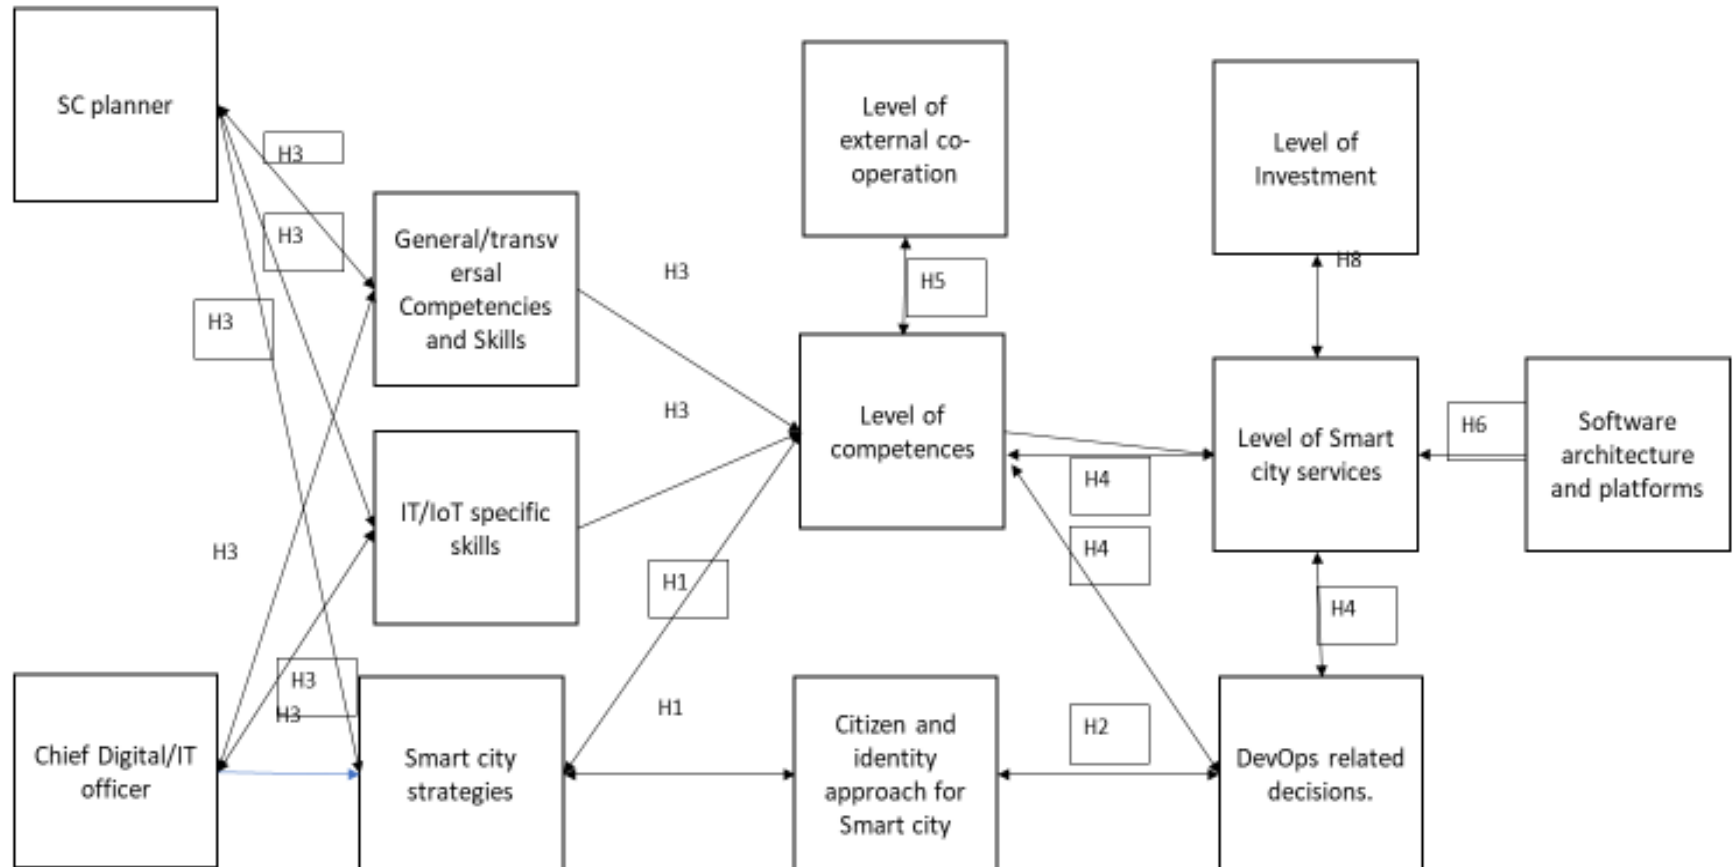 SC planner
H3
H3
H3
General/transv
ersal
Competencies
and Skills
H3
Level of
external co-
operation
H5
Level of
Investment
H8
H3
Level of
competences
Level of Smart
city services
H6
Software
architecture
and platforms
IT/IoT specific
skills
H4
H4
H3
H1
H4
H3
H3
H1
H2
Chief Digital/IT
officer
Smart city
strategies
Citizen and
identity
approach for
Smart city
DevOps related
decisions.